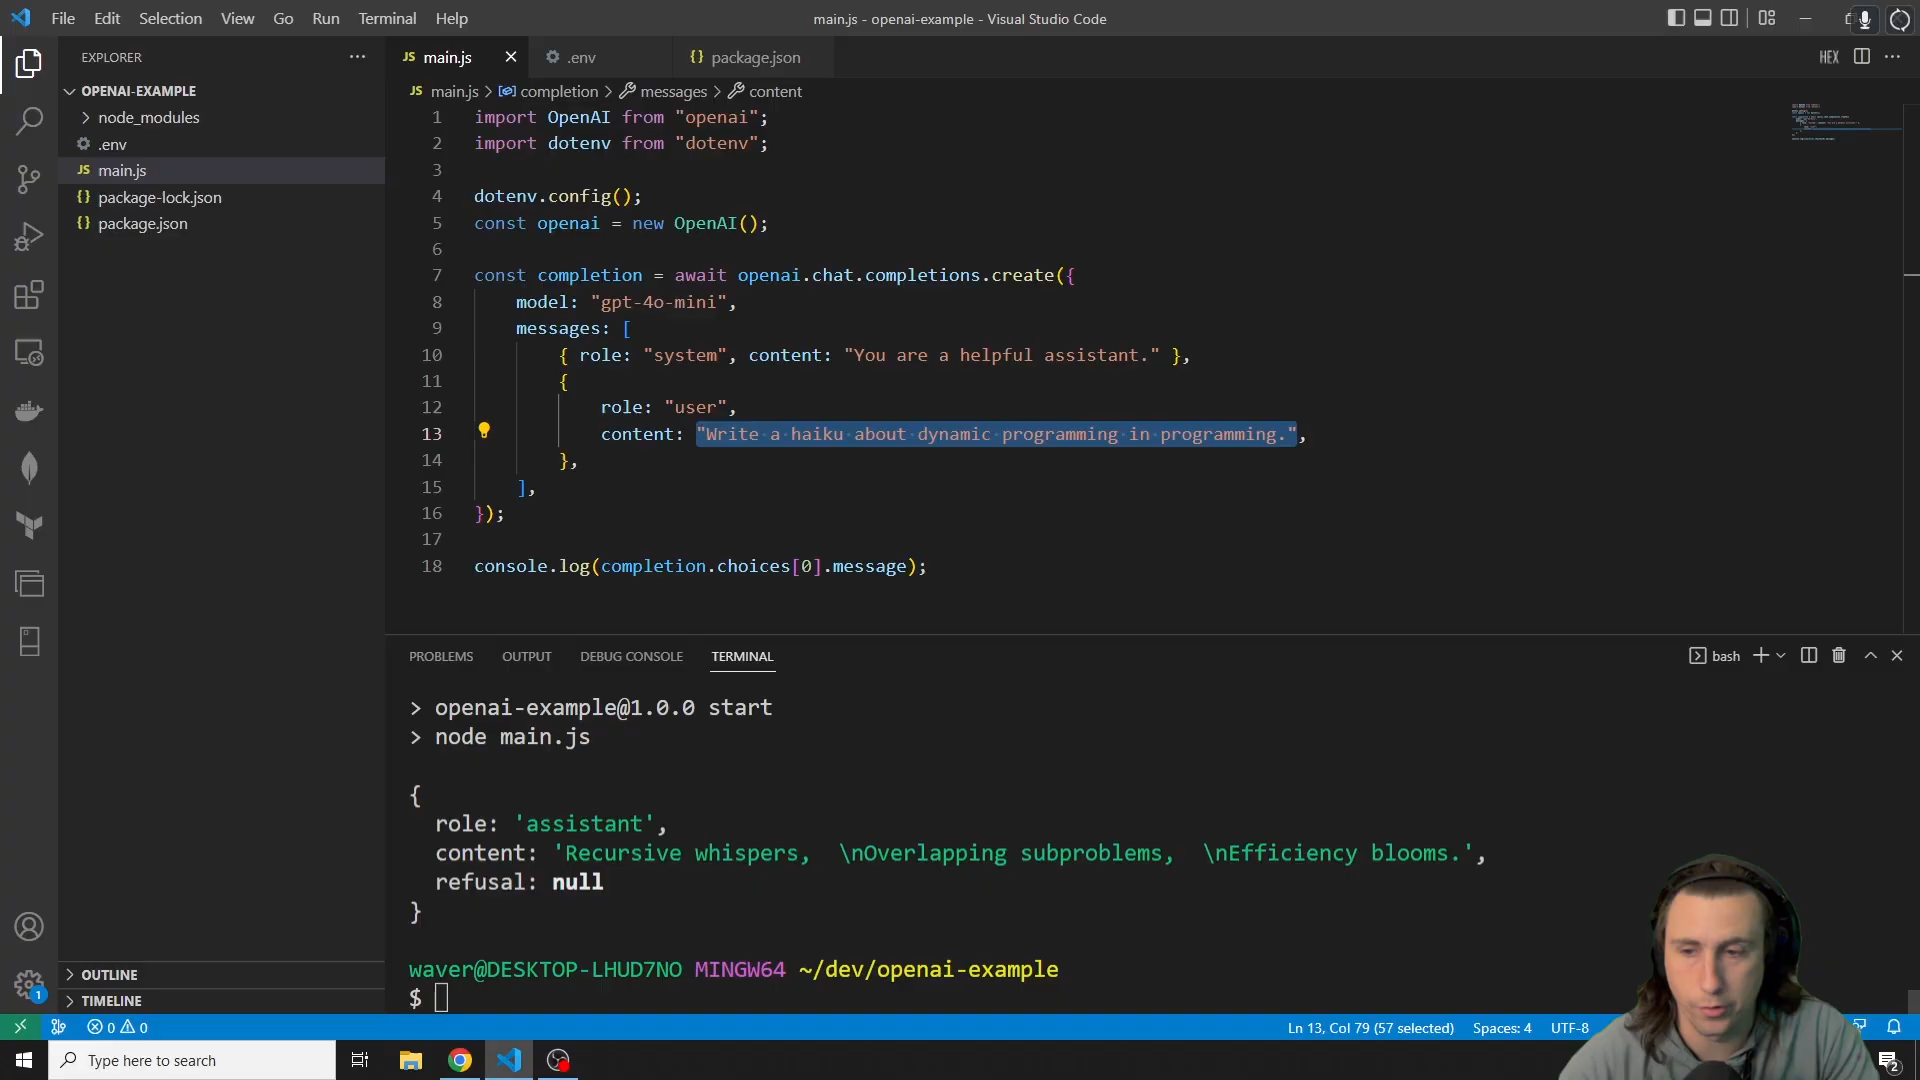 File Edit Selection View Go Run Terminal Help
main.js - openai-example - Visual Studio Code
EXPLORER
OPENAI-EXAMPLE
node_modules
.env
main.js
package-lock.json
package.json
OUTLINE
TIMELINE
JS main.js
.env
{} package.json
HEX
JS main.js > completion > messages > content
1 import OpenAI from "openai";
2 import dotenv from "dotenv";
3
4 dotenv.config();
5 const openai = new OpenAI();
6
7 const completion = await openai.chat.completions.create({
8 model: "gpt-4o-mini",
9 messages: [
10 { role: "system", content: "You are a helpful assistant." },
11 {
12 role: "user",
13 content: "Write a haiku about dynamic programming in programming.",
14 },
15 ],
16 });
17
18 console.log(completion.choices[0].message);
PROBLEMS OUTPUT DEBUG CONSOLE TERMINAL
bash
> openai-example@1.0.0 start
> node main.js
{
role: 'assistant',
content: 'Recursive whispers,  \nOverlapping subproblems,  \nEfficiency blooms.',
refusal: null
}
waver@DESKTOP-LHUD7NO MINGW64 ~/dev/openai-example
$
1
0 0
Ln 13, Col 79 (57 selected) Spaces: 4 UTF-8
Type here to search
2